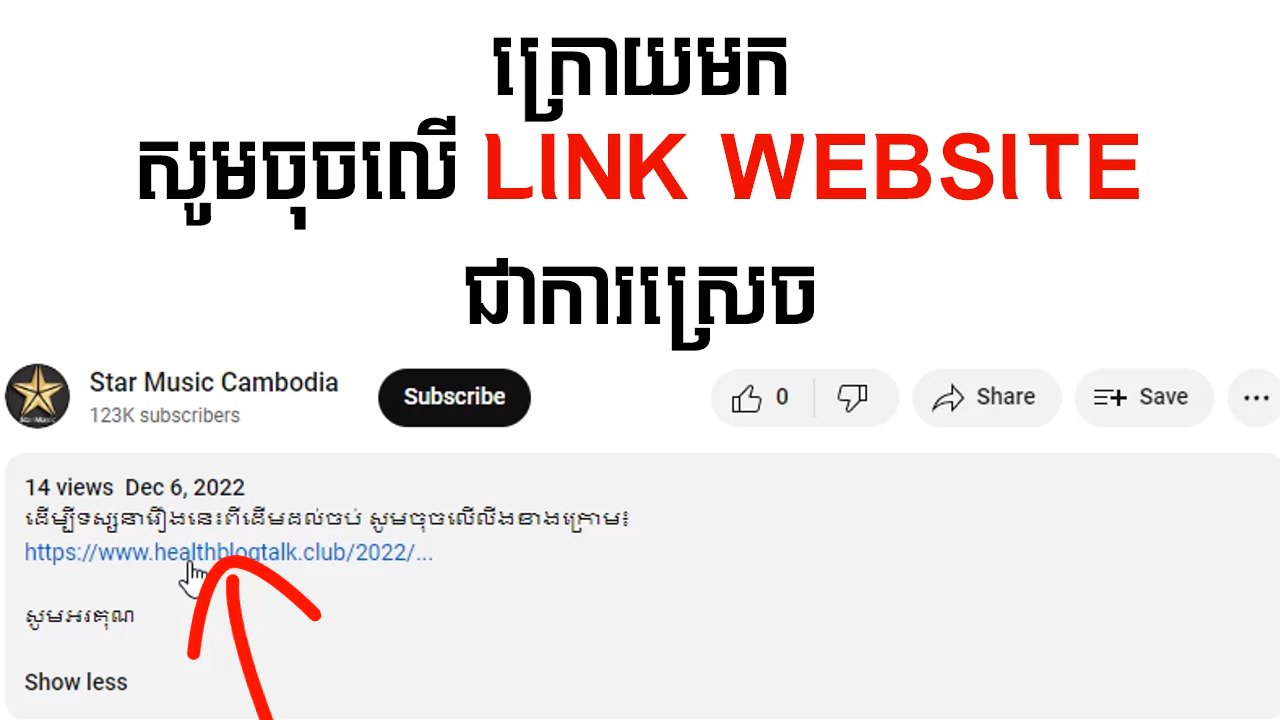 ក្រោយមក
សូមចុចលើ LINK WEBSITE
ជាការស្រេច
Star Music Cambodia
123K subscribers
Subscribe
0
Share
Save
14 views Dec 6, 2022
ដើម្បីទស្សនារឿងនេះពីដើមដល់ចប់ សូមចុចលើលីងខាងក្រោម៖
https://www.healthblogtalk.club/2022/...
សូមអរគុណ
Show less